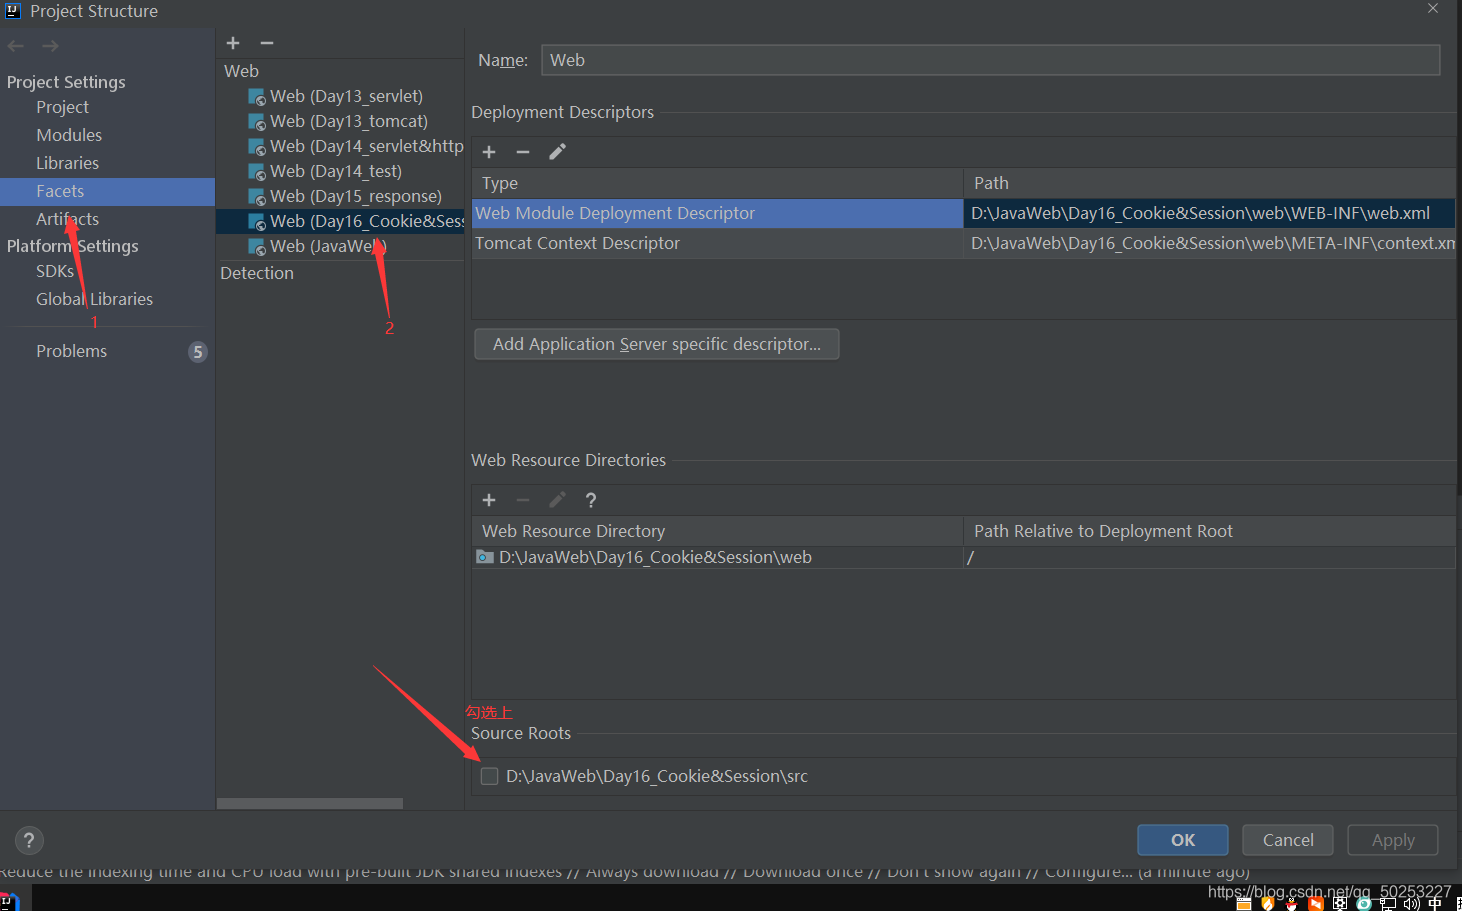 Project Structure
Project Settings
Project
Modules
Libraries
Facets
Artifacts
Platform Settings
SDKs
Global Libraries
1
Problems
5
Web
Web (Day13_servlet)
Web (Day13_tomcat)
Web (Day14_servlet&http
Web (Day14_test)
Web (Day15_response)
Web (Day16_Cookie&Sess
Web (JavaWeb)
Detection
2
Name:
Web
Deployment Descriptors
Type
Path
Web Module Deployment Descriptor
D:\JavaWeb\Day16_Cookie&Session\web\WEB-INF\web.xml
Tomcat Context Descriptor
D:\JavaWeb\Day16_Cookie&Session\web\META-INF\context.xm
Add Application Server specific descriptor...
Web Resource Directories
?
Web Resource Directory
Path Relative to Deployment Root
D:\JavaWeb\Day16_Cookie&Session\web
/
勾选上
Source Roots
D:\JavaWeb\Day16_Cookie&Session\src
?
OK
Cancel
Apply
Reduce the indexing time and CPU load with pre-built JDK shared indexes // Always download // Download once // Don't show again // Configure... (a minute ago)
https://blog.csdn.net/qq_50253227
中